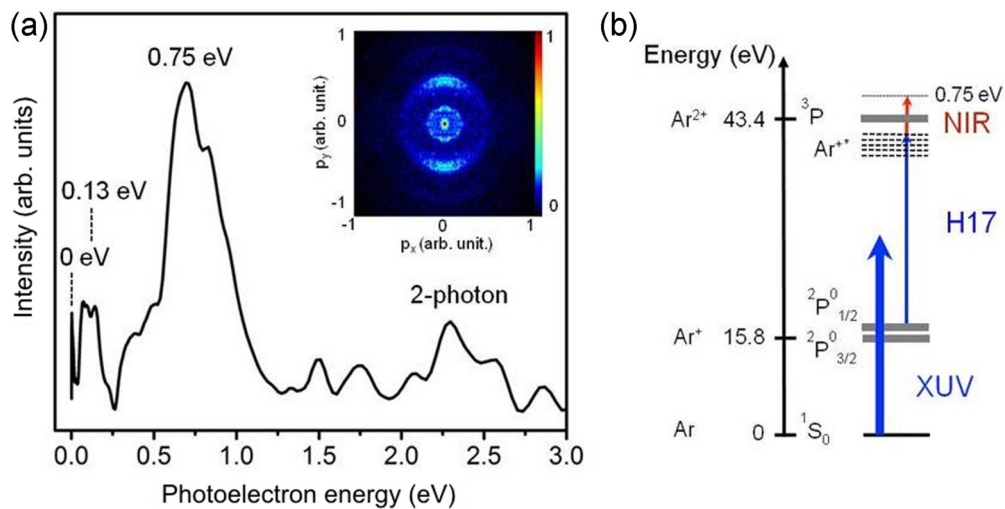 (a)
0.75 eV
0.13 eV
0 eV
2-photon
Intensity (arb. units)
0.0 0.5 1.0 1.5 2.0 2.5 3.0
Photoelectron energy (eV)
1
0
-1
p_y (arb. unit.)
-1 0 1
p_x (arb. unit.)
1
0
(b)
Energy (eV)
Ar²⁺ 43.4 ³P
0.75 eV
NIR
Ar⁺*
H17
²P⁰₁/₂
Ar⁺ 15.8 ²P⁰₃/₂
XUV
Ar 0 ¹S₀